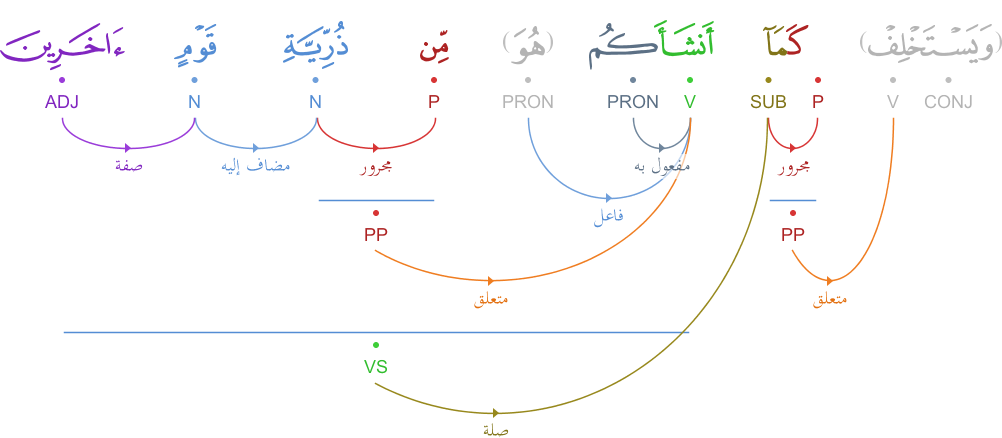 (وَيَسْتَخْلِفْ) كَمَآ أَنشَأَكُم (هُوَ) مِّن ذُرِّيَّةِ قَوْمٍ ءَاخَرِينَ
CONJ V P SUB V PRON PRON P N N ADJ
مجرور مفعول به مجرور مضاف إليه صفة
فاعل
PP PP
متعلق متعلق
VS
صلة